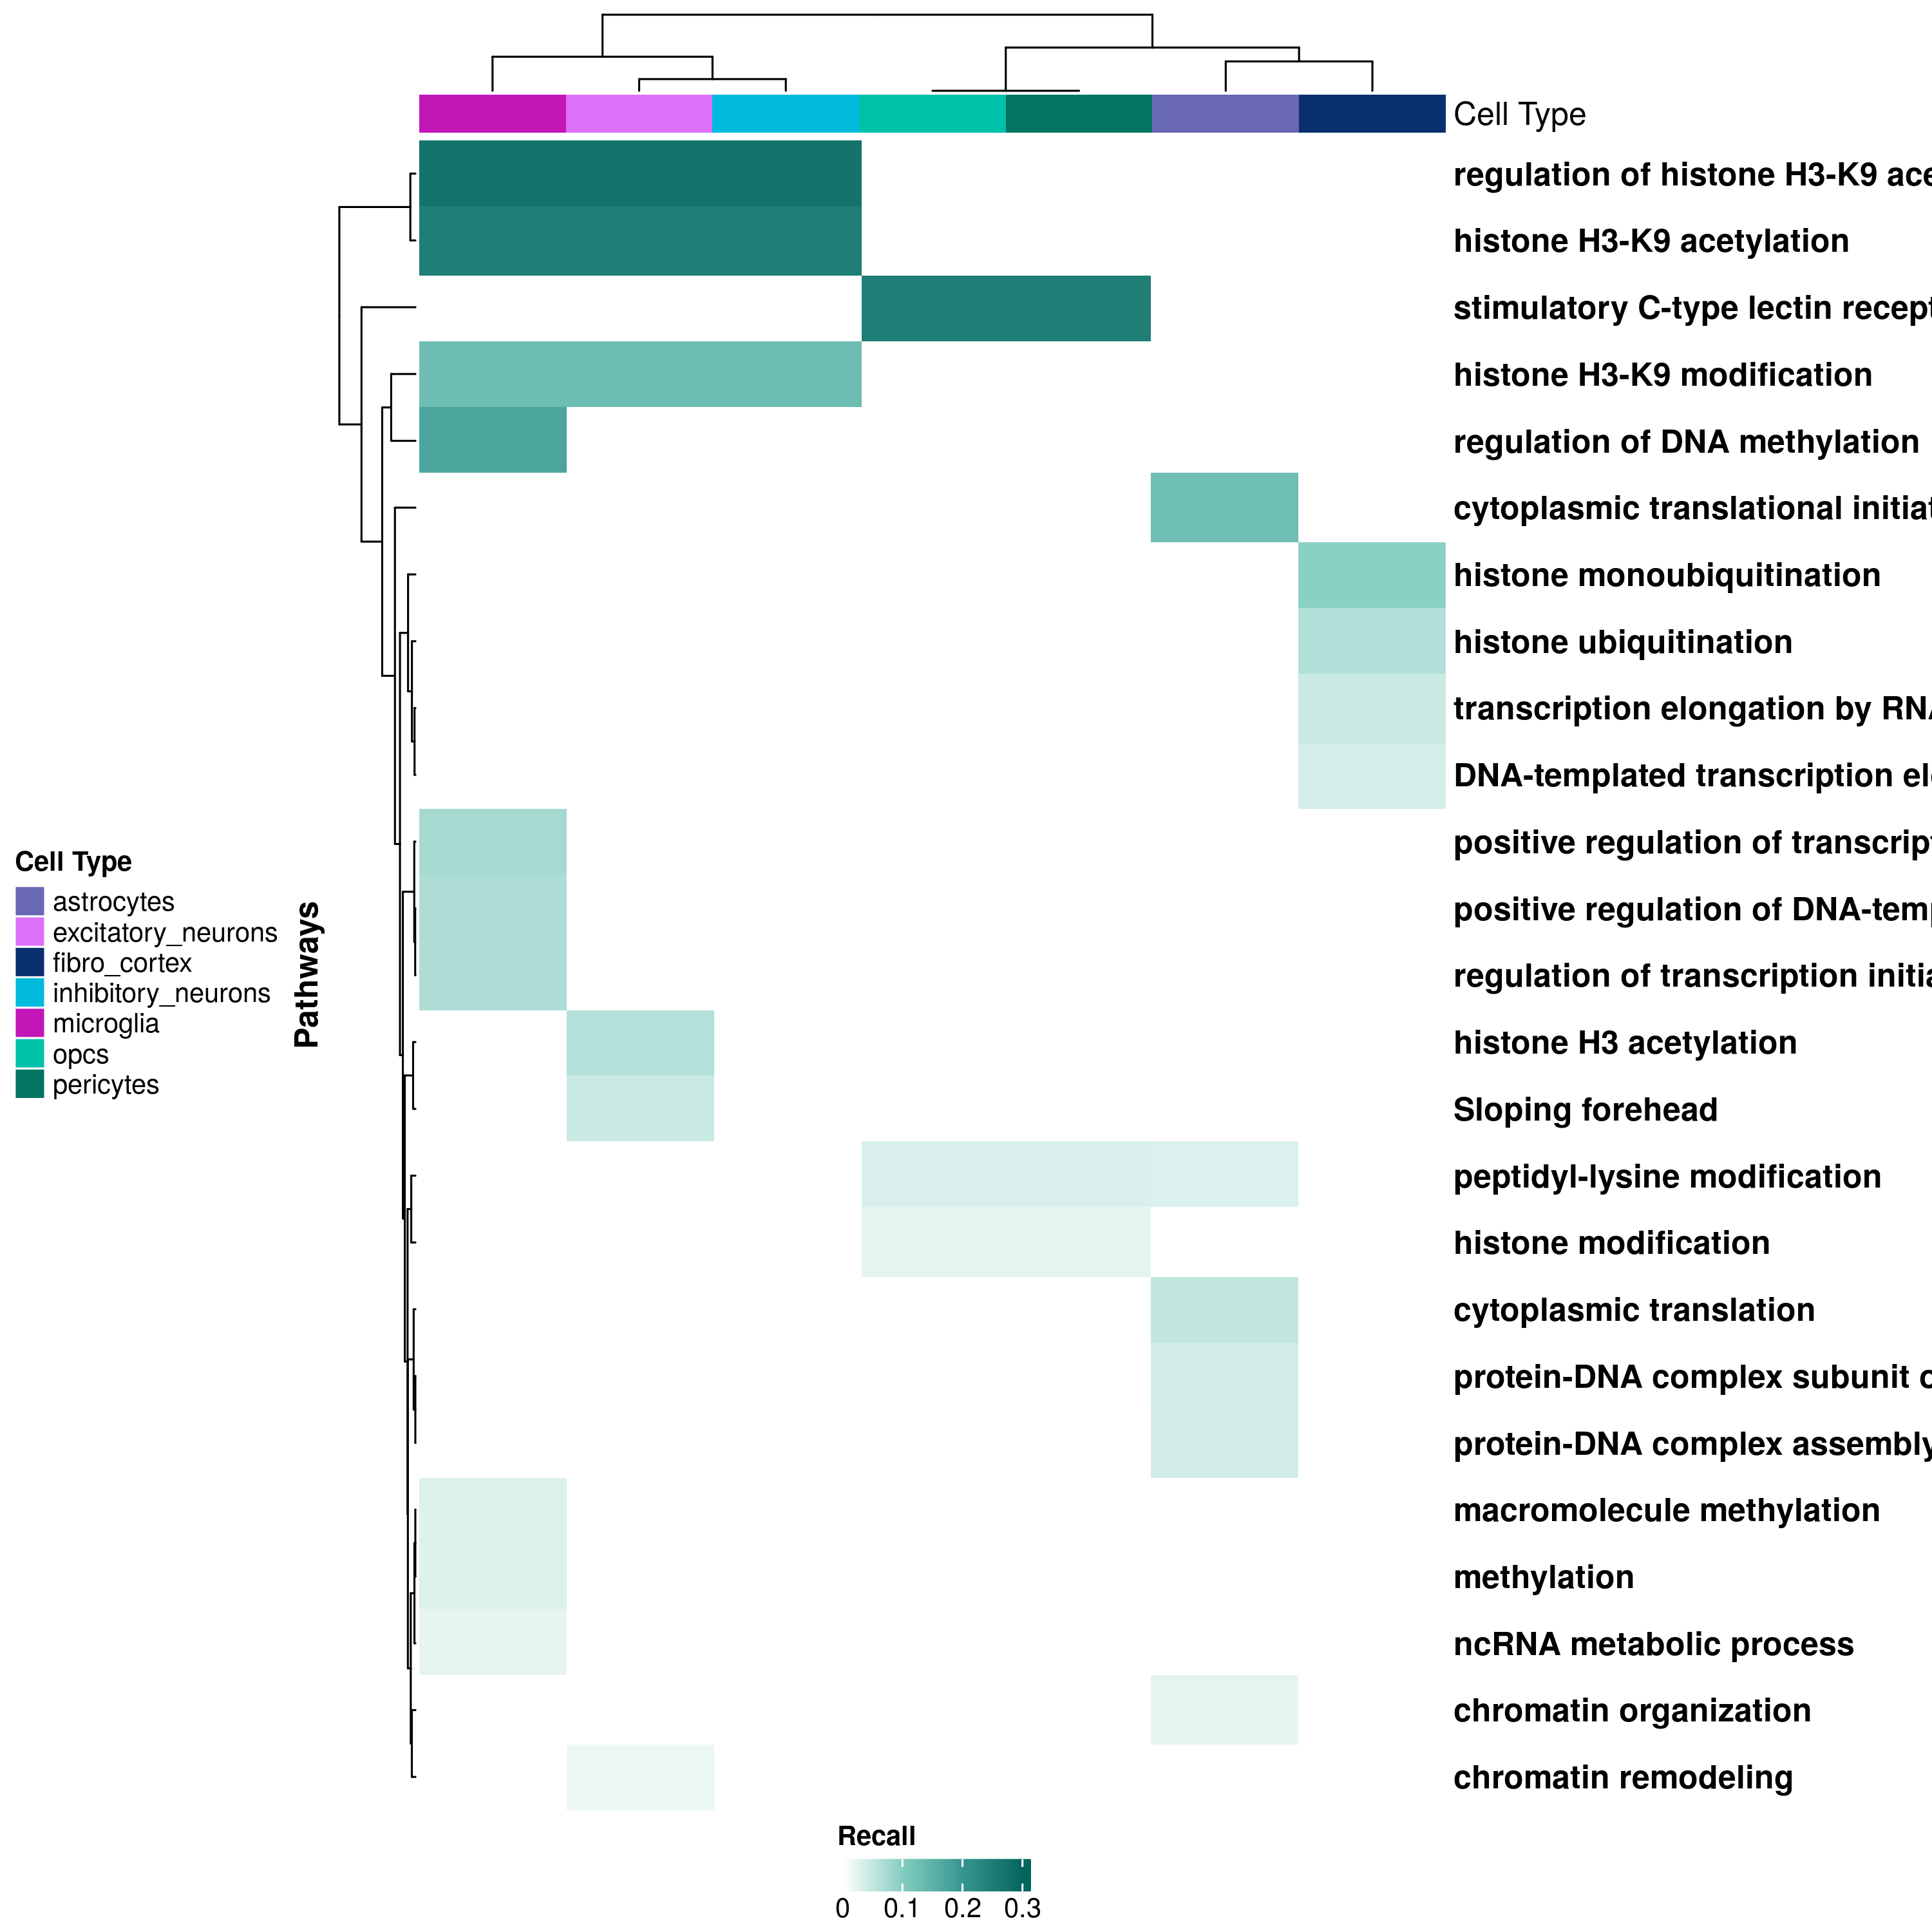 Cell Type
regulation of histone H3-K9 ace
histone H3-K9 acetylation
stimulatory C-type lectin recept
histone H3-K9 modification
regulation of DNA methylation
cytoplasmic translational initiat
histone monoubiquitination
histone ubiquitination
transcription elongation by RNA
DNA-templated transcription el
positive regulation of transcript
positive regulation of DNA-temp
regulation of transcription initia
histone H3 acetylation
Sloping forehead
peptidyl-lysine modification
histone modification
cytoplasmic translation
protein-DNA complex subunit o
protein-DNA complex assembly
macromolecule methylation
methylation
ncRNA metabolic process
chromatin organization
chromatin remodeling
Cell Type
astrocytes
excitatory_neurons
fibro_cortex
inhibitory_neurons
microglia
opcs
pericytes
Pathways
Recall
0 0.1 0.2 0.3